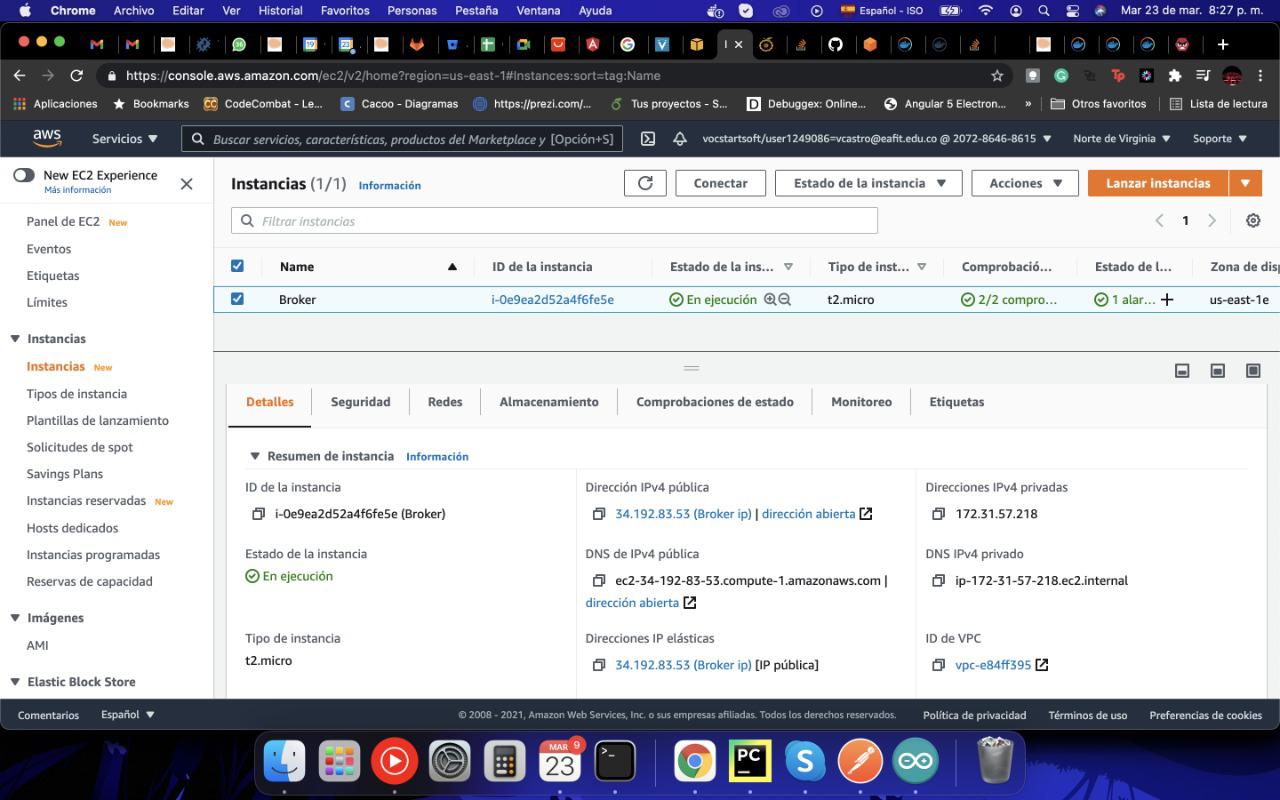 Chrome Archivo Editar Ver Historial Favoritos Personas Pestaña Ventana Ayuda Español - ISO Mar 23 de mar. 8:27 p. m.
https://console.aws.amazon.com/ec2/v2/home?region=us-east-1#Instances:sort=tag:Name
Aplicaciones Bookmarks CodeCombat - Le... Cacoo - Diagramas https://prezi.com/... Tus proyectos - S... Debuggex: Online... Angular 5 Electron... » Otros favoritos Lista de lectura
aws Servicios Buscar servicios, características, productos del Marketplace y [Opción+S] vocstartsoft/user1249086=vcastro@eafit.edu.co @ 2072-8646-8615 Norte de Virginia Soporte
New EC2 Experience
Más información
Panel de EC2 New
Eventos
Etiquetas
Límites
Instancias
Instancias New
Tipos de instancia
Plantillas de lanzamiento
Solicitudes de spot
Savings Plans
Instancias reservadas New
Hosts dedicados
Instancias programadas
Reservas de capacidad
Imágenes
AMI
Elastic Block Store
Instancias (1/1) Información Conectar Estado de la instancia Acciones Lanzar instancias
Filtrar instancias 1
Name ID de la instancia Estado de la ins... Tipo de inst... Comprobació... Estado de l... Zona de disp
Broker i-0e9ea2d52a4f6fe5e En ejecución t2.micro 2/2 compro... 1 alar... us-east-1e
Detalles Seguridad Redes Almacenamiento Comprobaciones de estado Monitoreo Etiquetas
Resumen de instancia Información
ID de la instancia
i-0e9ea2d52a4f6fe5e (Broker)
Dirección IPv4 pública
34.192.83.53 (Broker ip) | dirección abierta
Direcciones IPv4 privadas
172.31.57.218
Estado de la instancia
En ejecución
DNS de IPv4 pública
ec2-34-192-83-53.compute-1.amazonaws.com |
dirección abierta
DNS IPv4 privado
ip-172-31-57-218.ec2.internal
Tipo de instancia
t2.micro
Direcciones IP elásticas
34.192.83.53 (Broker ip) [IP pública]
ID de VPC
vpc-e84ff395
Comentarios Español © 2008 - 2021, Amazon Web Services, Inc. o sus empresas afiliadas. Todos los derechos reservados. Política de privacidad Términos de uso Preferencias de cookies
MAR 9
23
PC